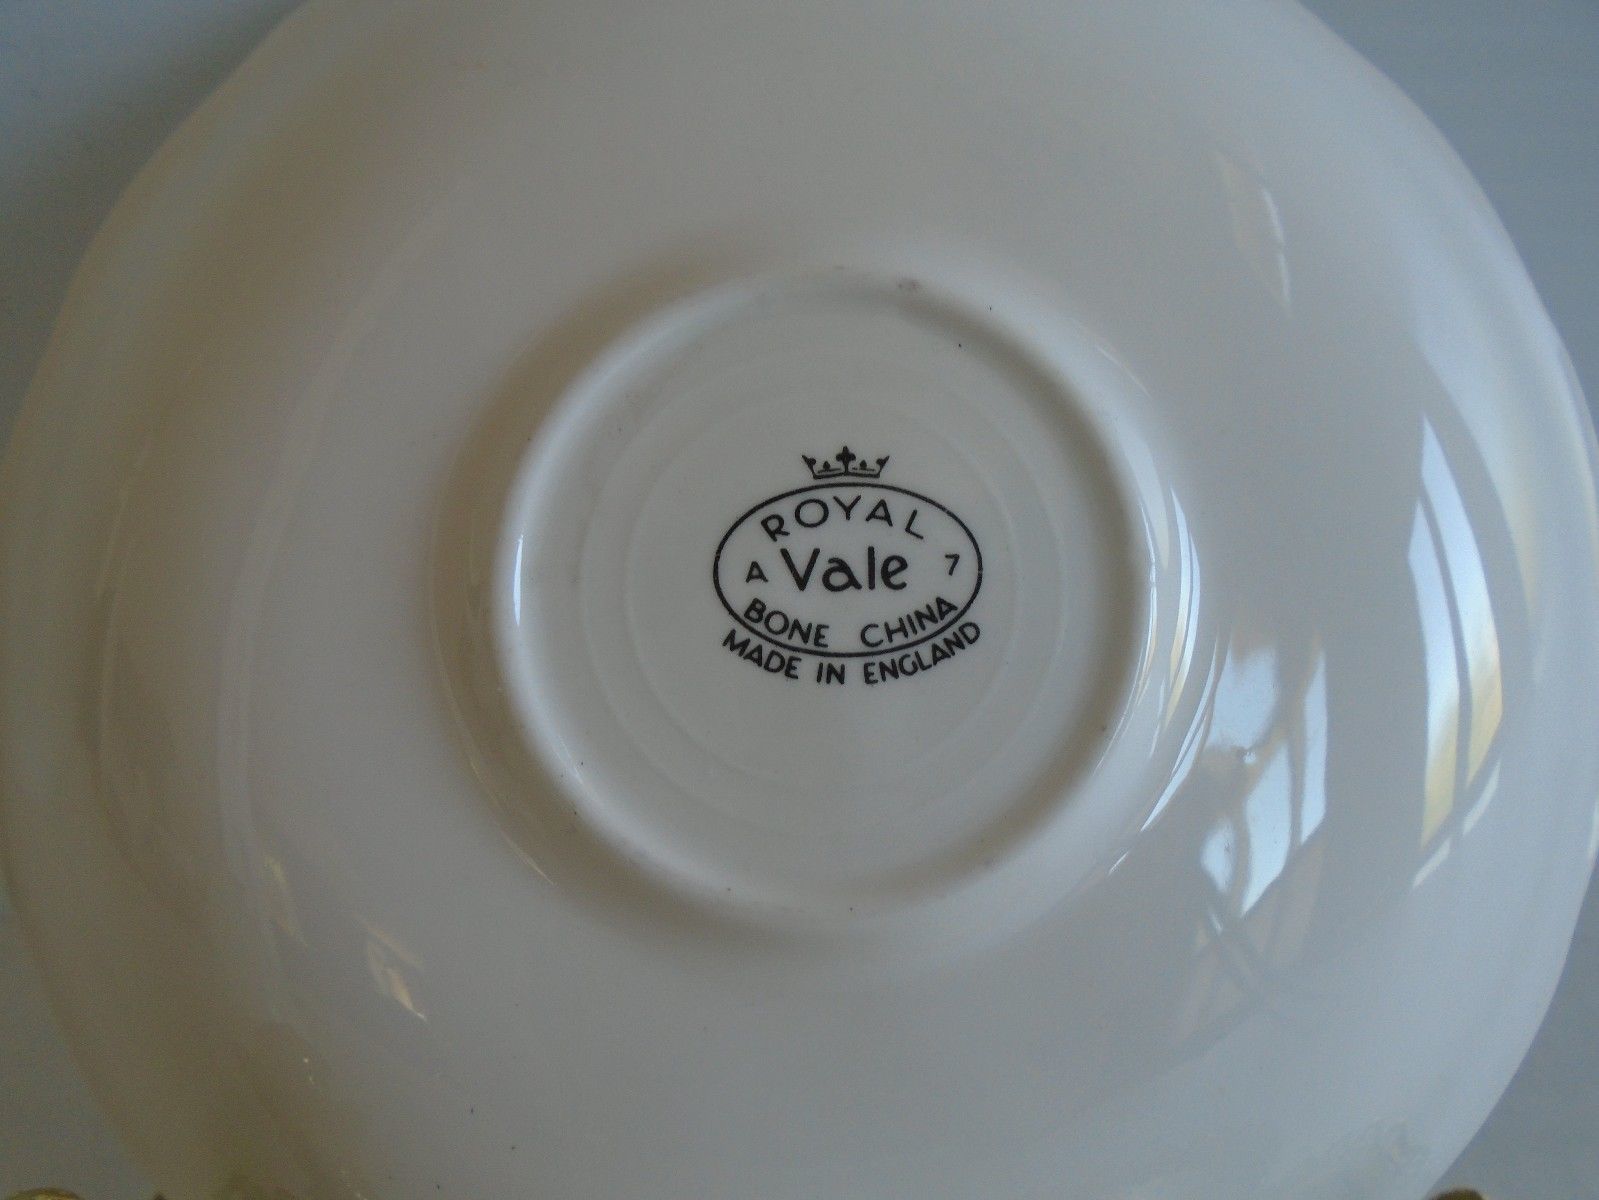 ROYAL
A Vale 7
BONE CHINA
MADE IN ENGLAND